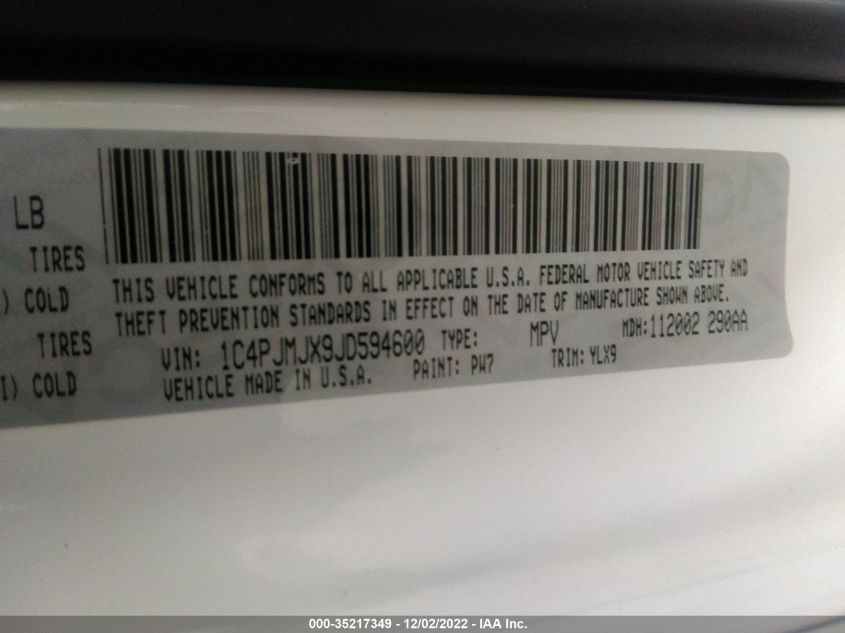 LB
TIRES
) COLD
TIRES
I) COLD
THIS VEHICLE CONFORMS TO ALL APPLICABLE U.S.A. FEDERAL MOTOR VEHICLE SAFETY AND
THEFT PREVENTION STANDARDS IN EFFECT ON THE DATE OF MANUFACTURE SHOWN ABOVE.
VIN: 1C4PJMJX9JD594600 TYPE: MPV MDH:112002 290AA
VEHICLE MADE IN U.S.A. PAINT: PW7 TRIM: YLX9
000-35217349 - 12/02/2022 - IAA Inc.